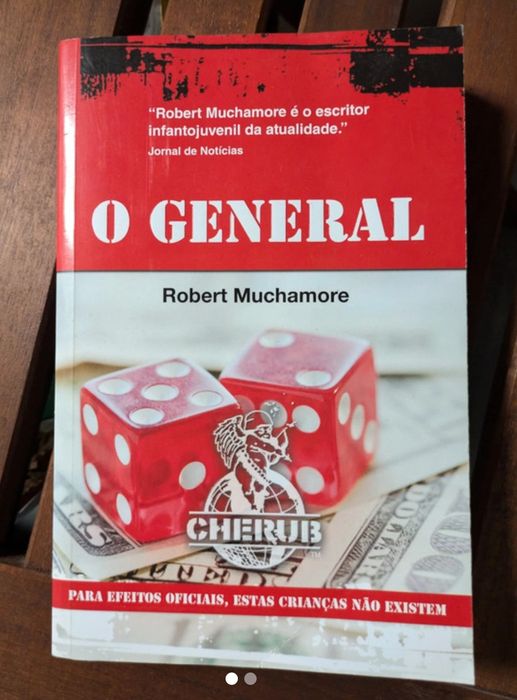 “Robert Muchamore é o escritor
infantojuvenil da atualidade.”
Jornal de Notícias
O GENERAL
Robert Muchamore
CHERUB
TM
PARA EFEITOS OFICIAIS, ESTAS CRIANÇAS NÃO EXISTEM